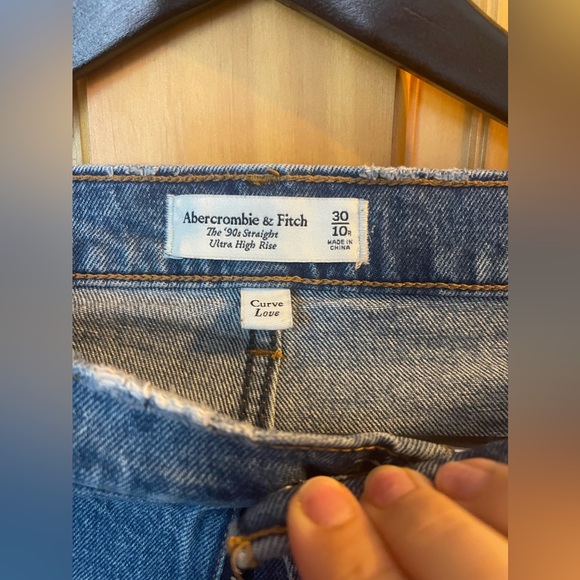 Abercrombie & Fitch
The '90s Straight
Ultra High Rise
30
10R
MADE IN
CHINA
Curve
Love